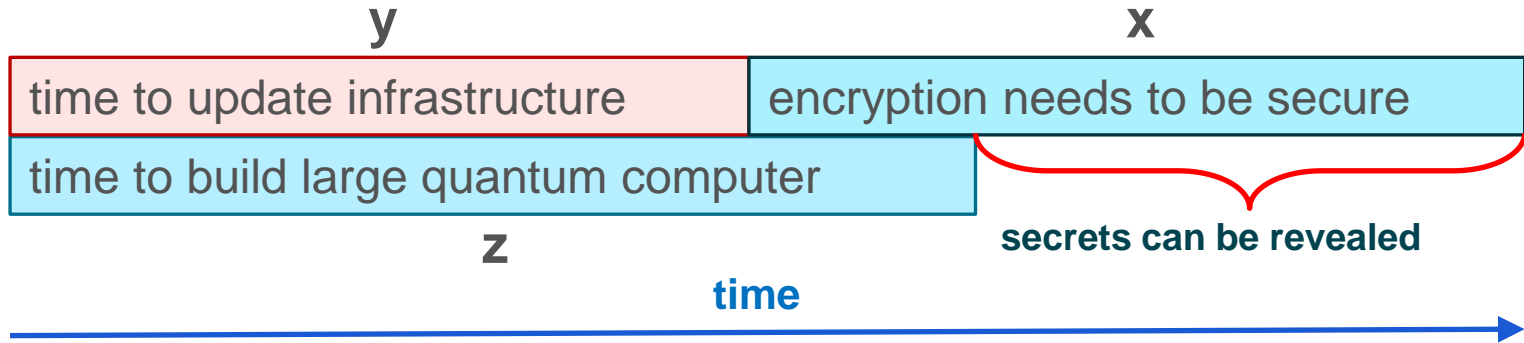 y x
time to update infrastructure encryption needs to be secure
time to build large quantum computer
z
secrets can be revealed
time